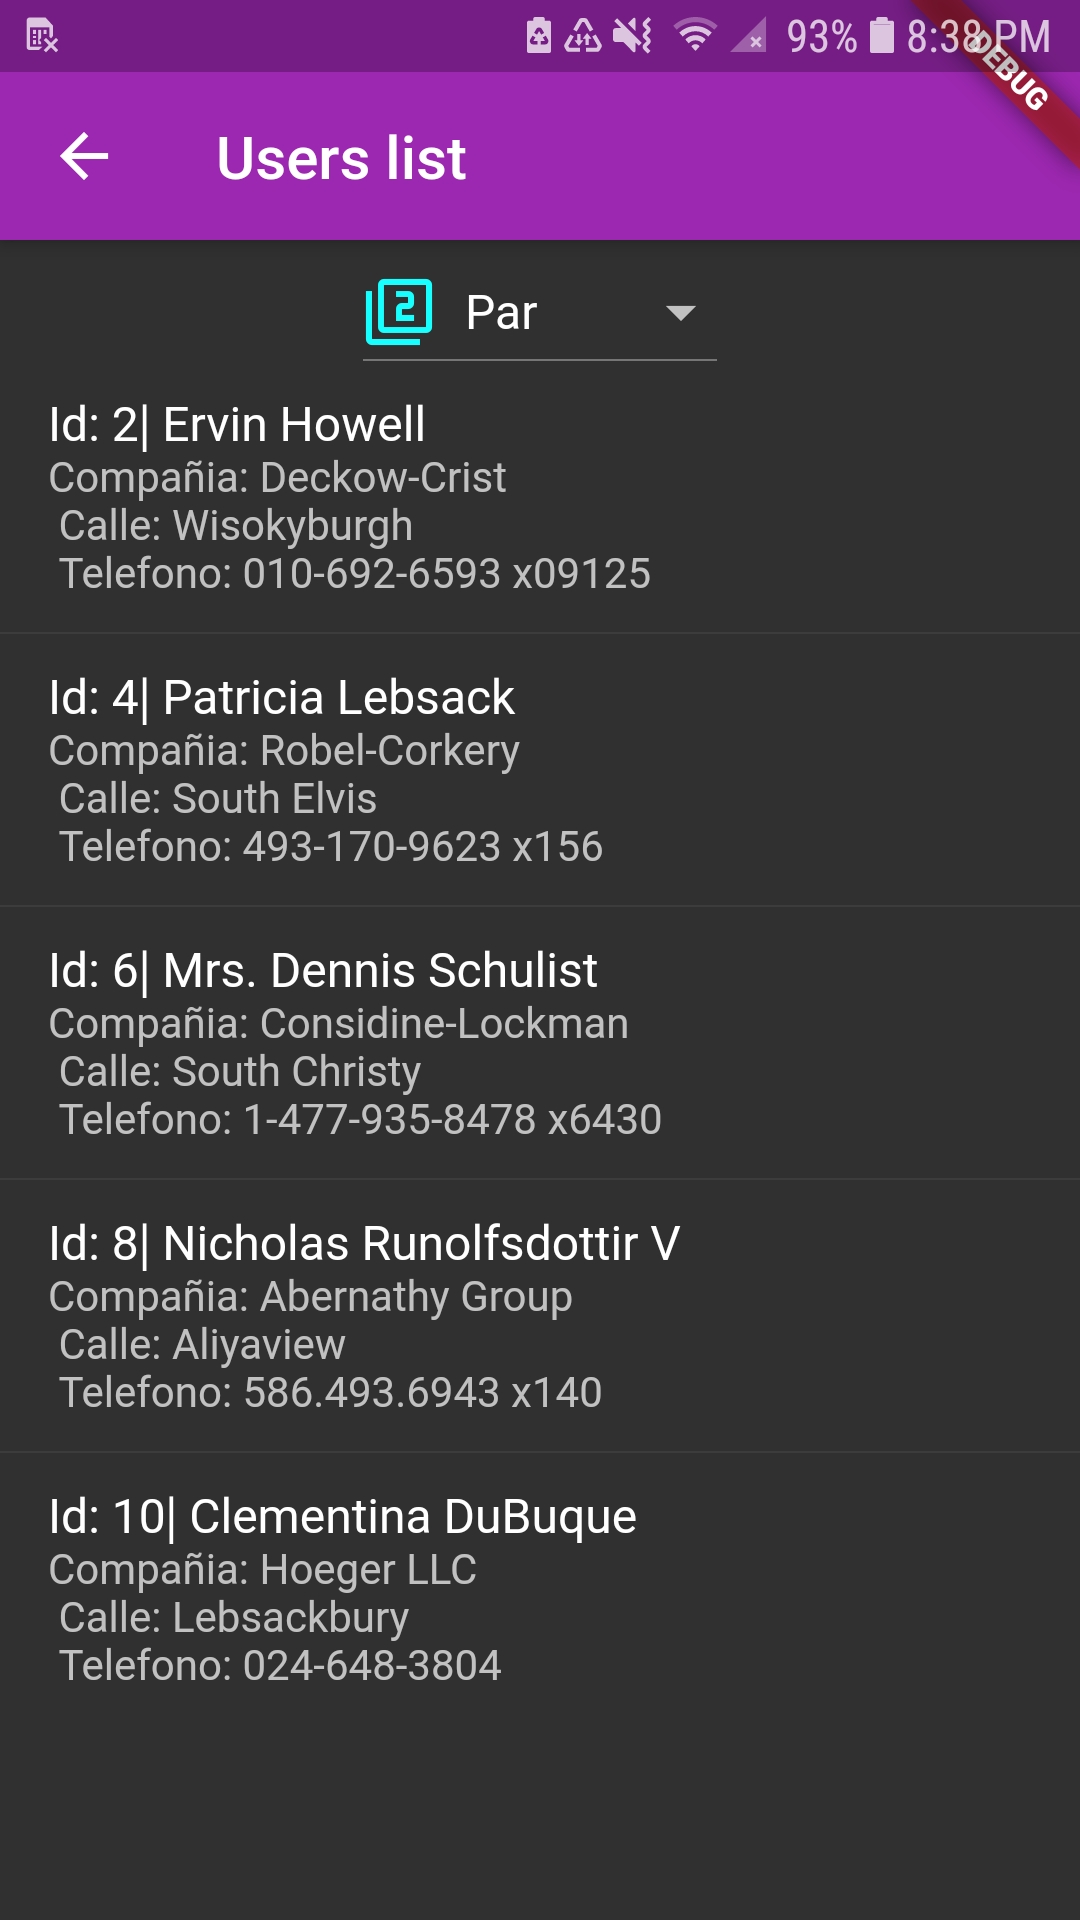 93% 8:38 PM
DEBUG
Users list
2 Par
Id: 2| Ervin Howell
Compañia: Deckow-Crist
Calle: Wisokyburgh
Telefono: 010-692-6593 x09125
Id: 4| Patricia Lebsack
Compañia: Robel-Corkery
Calle: South Elvis
Telefono: 493-170-9623 x156
Id: 6| Mrs. Dennis Schulist
Compañia: Considine-Lockman
Calle: South Christy
Telefono: 1-477-935-8478 x6430
Id: 8| Nicholas Runolfsdottir V
Compañia: Abernathy Group
Calle: Aliyaview
Telefono: 586.493.6943 x140
Id: 10| Clementina DuBuque
Compañia: Hoeger LLC
Calle: Lebsackbury
Telefono: 024-648-3804